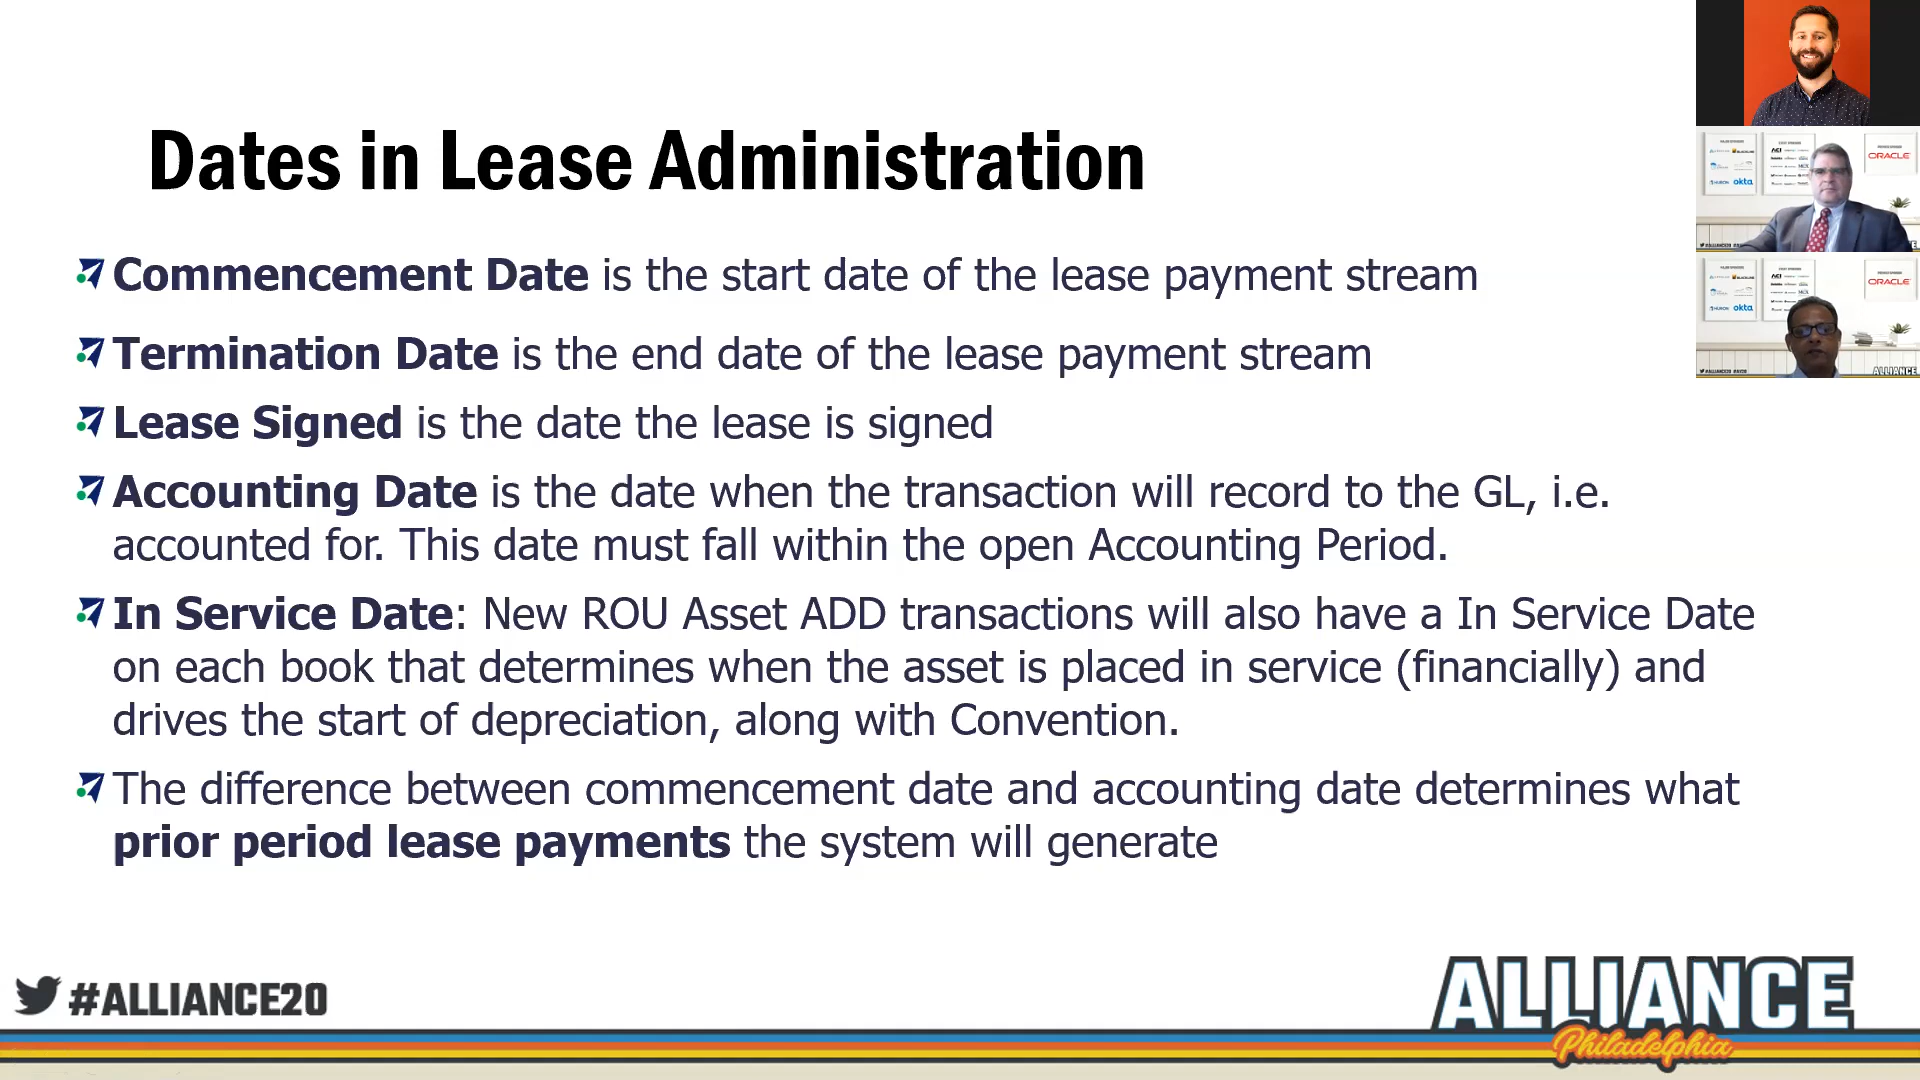 Dates in Lease Administration
Commencement Date is the start date of the lease payment stream
Termination Date is the end date of the lease payment stream
Lease Signed is the date the lease is signed
Accounting Date is the date when the transaction will record to the GL, i.e.
accounted for. This date must fall within the open Accounting Period.
In Service Date: New ROU Asset ADD transactions will also have a In Service Date
on each book that determines when the asset is placed in service (financially) and
drives the start of depreciation, along with Convention.
The difference between commencement date and accounting date determines what
prior period lease payments the system will generate
#ALLIANCE20
ALLIANCE
Philadelphia
ACI
ORACLE
HURON
okta
ACI
ORACLE
HURON
okta
ALLIANCE